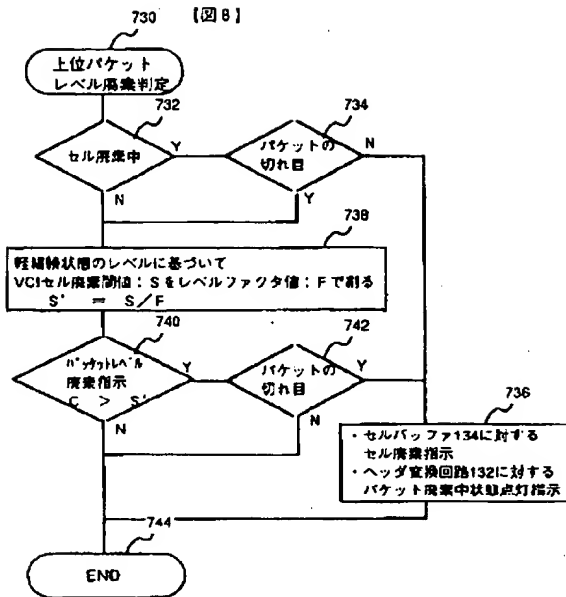 【図8】
730
上位パケット
レベル廃棄判定
732
セル廃棄中
Y
N
734
パケットの
切れ目
N
Y
738
軽輻輳状態のレベルに基づいて
VCIセル廃棄閾値：SをレベルファクタF値：Fで割る
S' = S/F
740
パケットレベル
廃棄指示
C > S'
Y
N
742
パケットの
切れ目
Y
N
736
・セルバッファ134に対する
セル廃棄指示
・ヘッダ変換回路132に対する
パケット廃棄中状態点灯指示
744
END